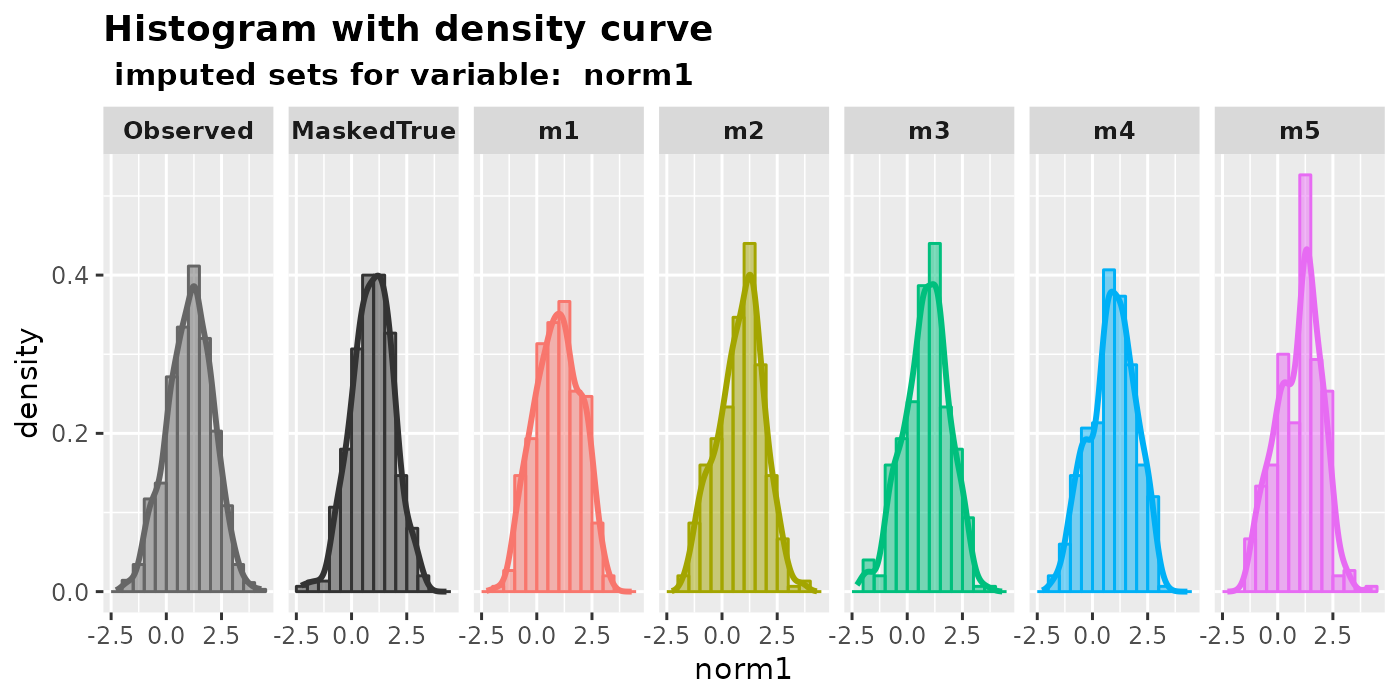 Histogram with density curve
imputed sets for variable:  norm1
Observed MaskedTrue m1 m2 m3 m4 m5
density
0.4
0.2
0.0
-2.5 0.0 2.5 -2.5 0.0 2.5 -2.5 0.0 2.5 -2.5 0.0 2.5 -2.5 0.0 2.5 -2.5 0.0 2.5 -2.5 0.0 2.5
norm1